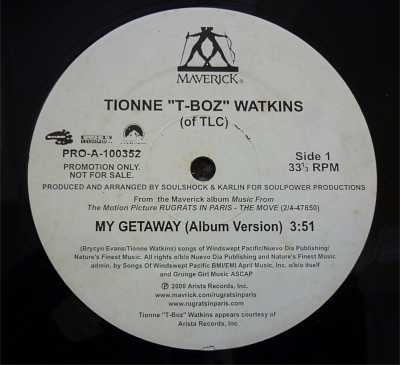 MAVERICK®
TIONNE "T-BOZ" WATKINS
(of TLC)
PRO-A-100352
Side 1
PROMOTION ONLY.
NOT FOR SALE.
33⅓ RPM
PRODUCED AND ARRANGED BY SOULSHOCK & KARLIN FOR SOULPOWER PRODUCTIONS
From the Maverick album Music From
The Motion Picture RUGRATS IN PARIS - THE MOVE (2/4-47850)
MY GETAWAY (Album Version) 3:51
(Brycyn Evans/Tionne Watkins) songs of Windswept Pacific/Nuevo Dia Publishing/
Nature's Finest Music. All rights o/b/o Nuevo Dia Publishing and Nature's Finest Music
admin. by Songs Of Windswept Pacific BMI/EMI April Music, Inc. o/b/o itself
and Grunge Girl Music ASCAP
℗ 2000 Arista Records, Inc.
www.maverick.com/rugratsinparis
www.rugratsinparis.com
Tionne "T-Boz" Watkins appears courtesy of
Arista Records, Inc.